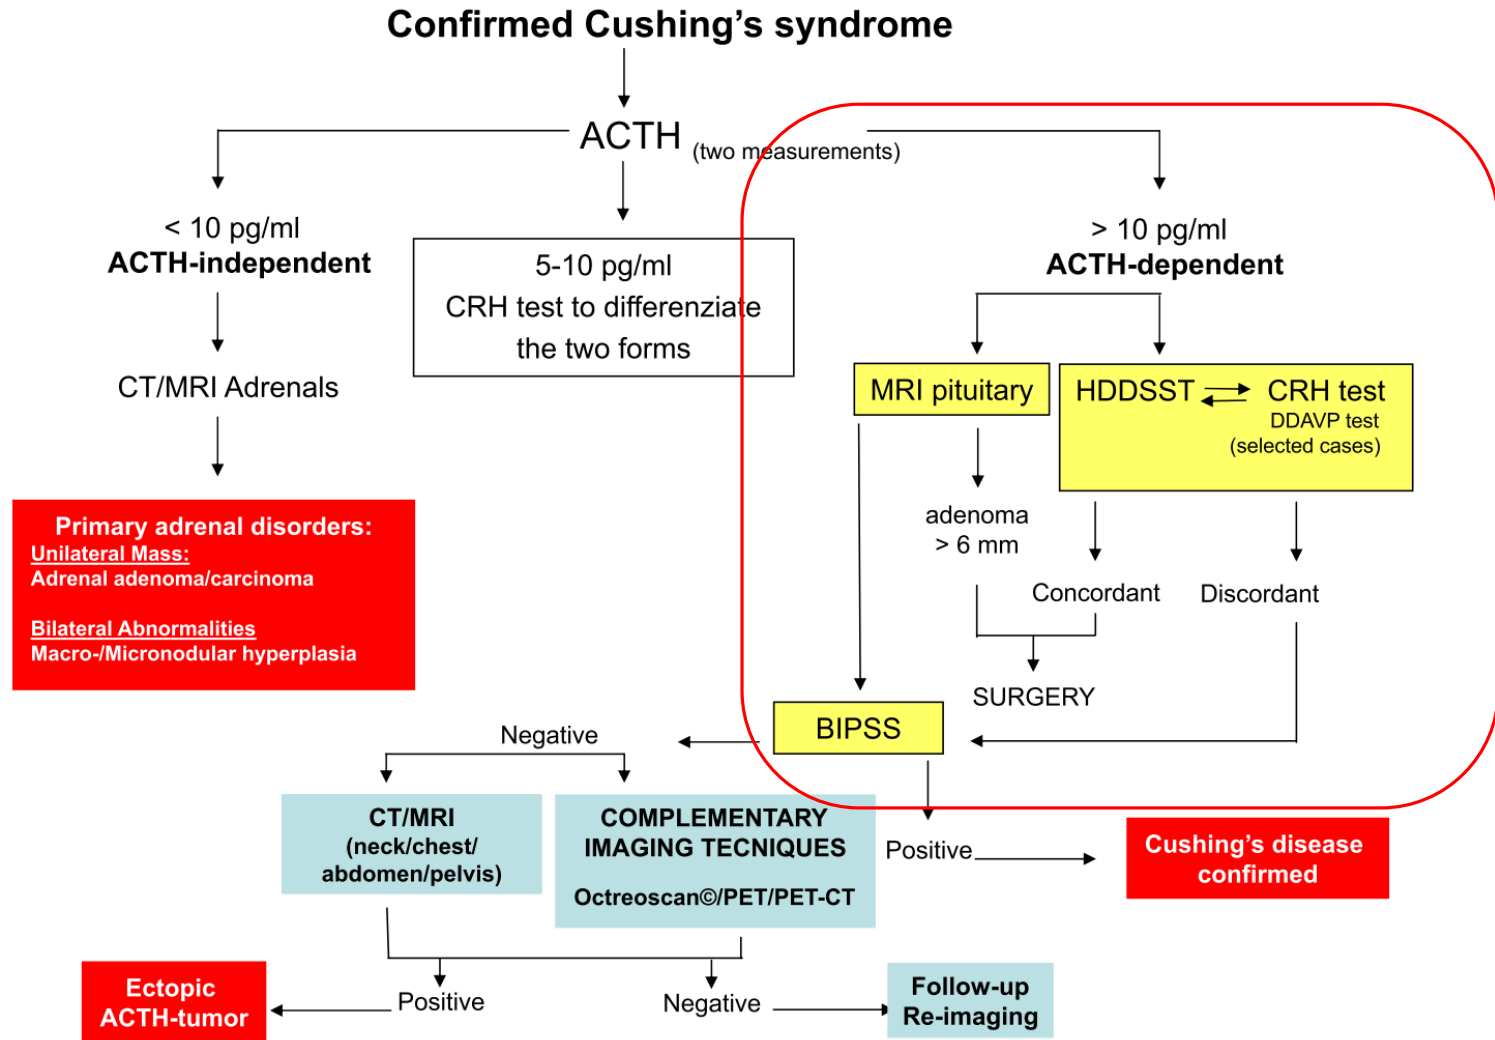 Confirmed Cushing’s syndrome
ACTH (two measurements)
< 10 pg/ml
ACTH-independent
5-10 pg/ml
CRH test to differenziate
the two forms
> 10 pg/ml
ACTH-dependent
CT/MRI Adrenals
MRI pituitary
HDDSST
CRH test
DDAVP test
(selected cases)
Primary adrenal disorders:
Unilateral Mass:
Adrenal adenoma/carcinoma
Bilateral Abnormalities
Macro-/Micronodular hyperplasia
adenoma
> 6 mm
Concordant
Discordant
SURGERY
BIPSS
Negative
CT/MRI
(neck/chest/
abdomen/pelvis)
COMPLEMENTARY
IMAGING TECNIQUES
Octreoscan©/PET/PET-CT
Positive
Cushing’s disease
confirmed
Ectopic
ACTH-tumor
Positive
Negative
Follow-up
Re-imaging